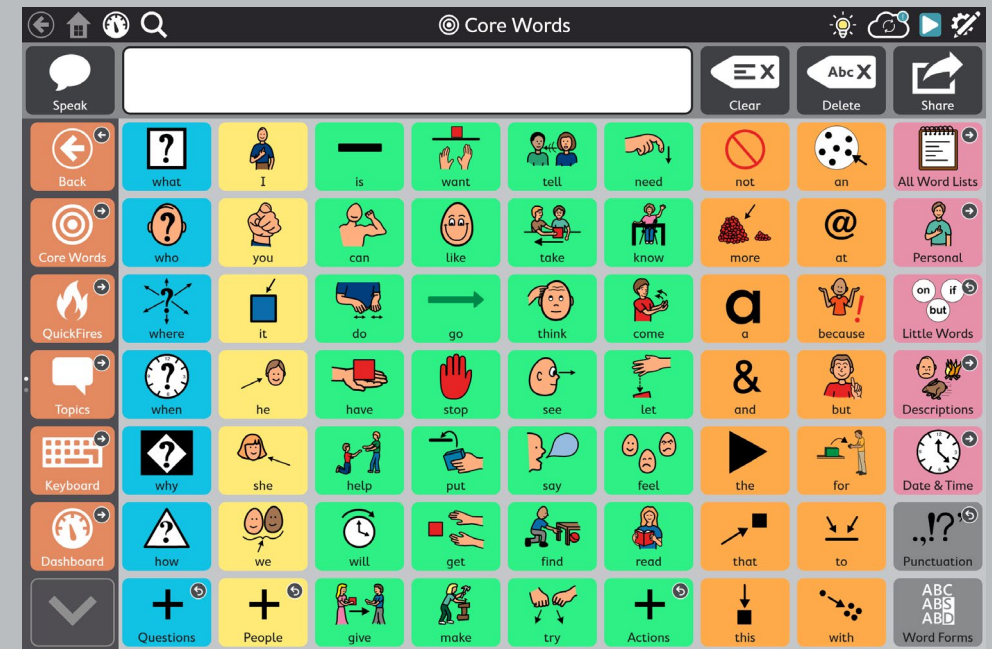 Core Words
Speak
Clear
Abc X
Delete
Share
Back
what
I
is
want
tell
need
not
an
All Word Lists
Core Words
who
you
can
like
take
know
more
@
at
Personal
QuickFires
where
it
do
go
think
come
a
a
because
on if
but
Little Words
Topics
when
he
have
stop
see
let
&
and
but
Descriptions
Keyboard
why
she
help
put
say
feel
the
for
Date & Time
Dashboard
how
we
will
get
find
read
that
to
.,!?'
Punctuation
Questions
People
give
make
try
Actions
this
with
ABC
ABS
ABD
Word Forms